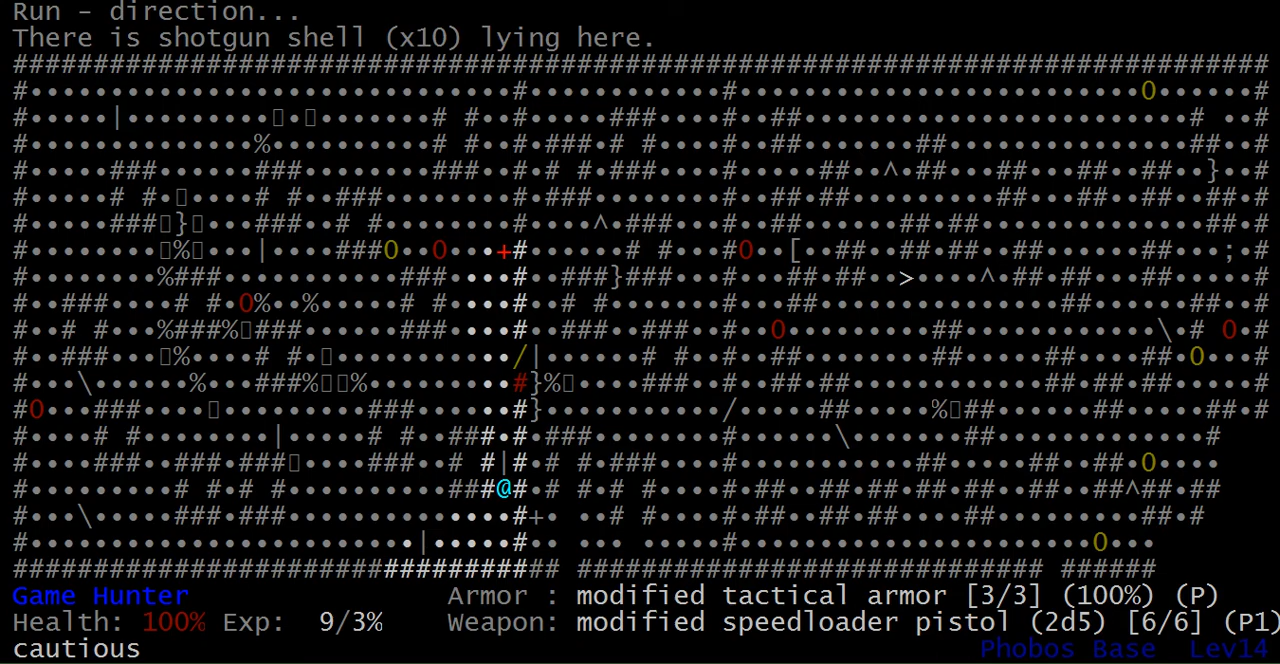 Run - direction...
There is shotgun shell (x10) lying here.
Game Hunter Armor : modified tactical armor [3/3] (100%) (P)
Health: 100% Exp: 9/3% Weapon: modified speedloader pistol (2d5) [6/6] (P1)
cautious Phobos Base Lev14